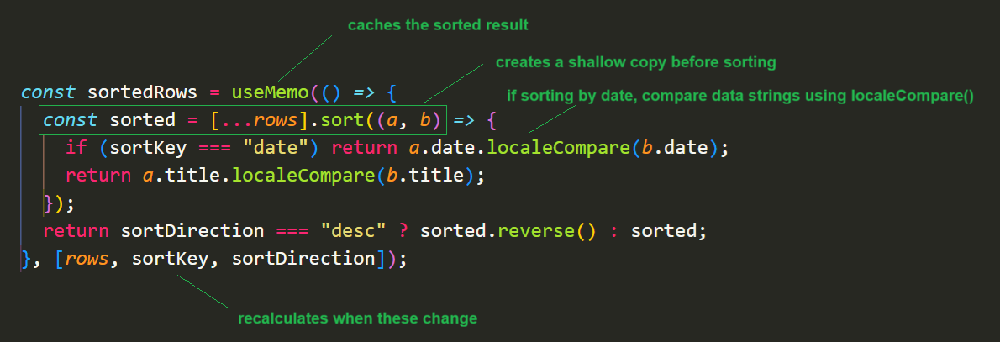 caches the sorted result
creates a shallow copy before sorting
if sorting by date, compare data strings using localeCompare()
const sortedRows = useMemo(() => {
  const sorted = [...rows].sort((a, b) => {
    if (sortKey === "date") return a.date.localeCompare(b.date);
    return a.title.localeCompare(b.title);
  });
  return sortDirection === "desc" ? sorted.reverse() : sorted;
}, [rows, sortKey, sortDirection]);
recalculates when these change